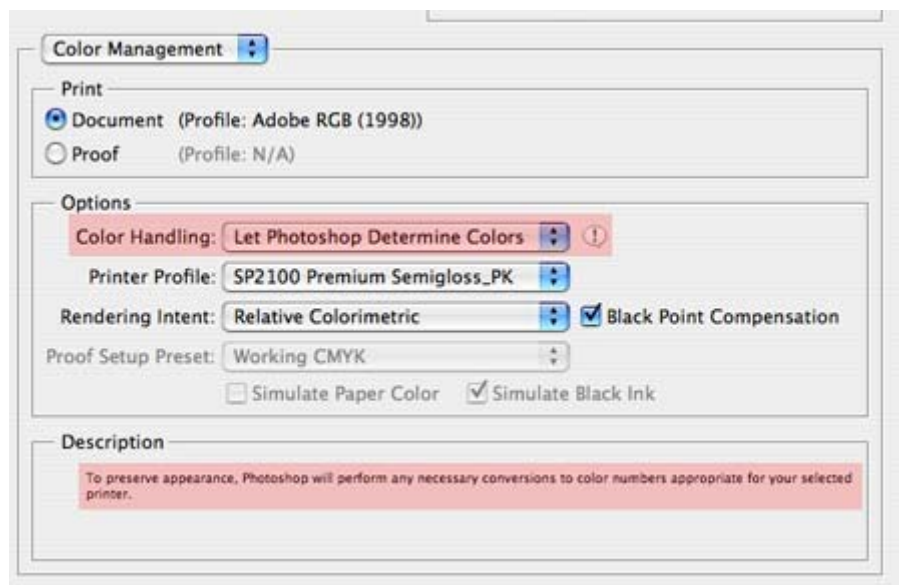 Color Management
Print
Document (Profile: Adobe RGB (1998))
Proof (Profile: N/A)
Options
Color Handling: Let Photoshop Determine Colors
Printer Profile: SP2100 Premium Semigloss_PK
Rendering Intent: Relative Colorimetric Black Point Compensation
Proof Setup Preset: Working CMYK
Simulate Paper Color Simulate Black Ink
Description
To preserve appearance, Photoshop will perform any necessary conversions to color numbers appropriate for your selected
printer.